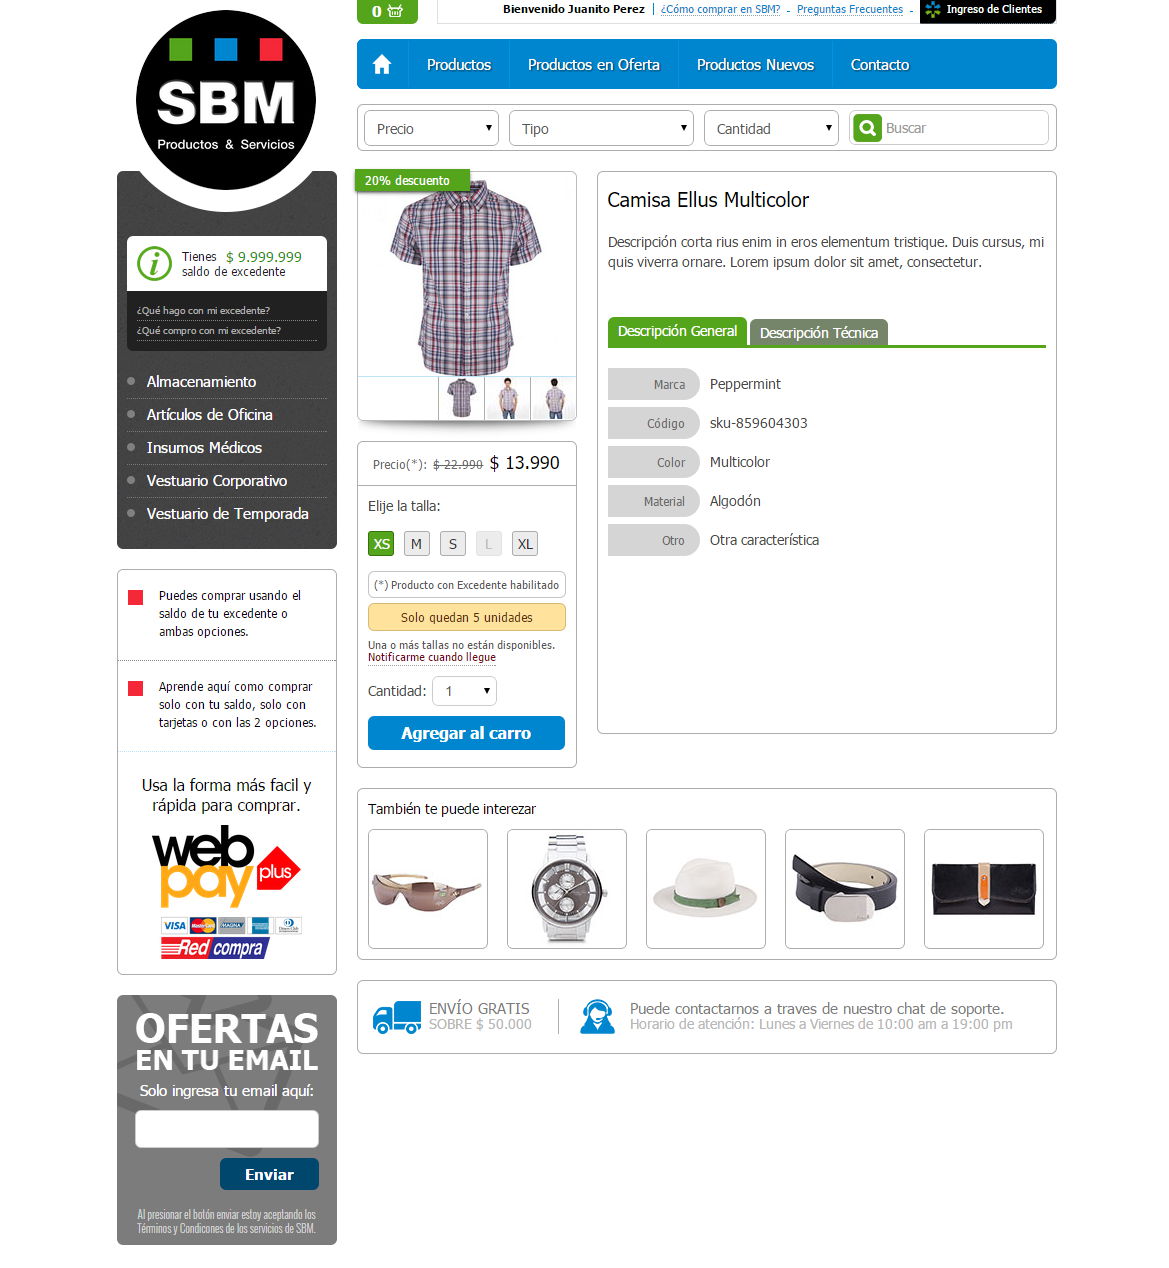 0
Bienvenido Juanito Perez
¿Cómo comprar en SBM? - Preguntas Frecuentes -
Ingreso de Clientes
SBM
Productos & Servicios
Productos
Productos en Oferta
Productos Nuevos
Contacto
Precio
Tipo
Cantidad
Buscar
Tienes $ 9.999.999
saldo de excedente
¿Qué hago con mi excedente?
¿Qué compro con mi excedente?
Almacenamiento
Artículos de Oficina
Insumos Médicos
Vestuario Corporativo
Vestuario de Temporada
Puedes comprar usando el
saldo de tu excedente o
ambas opciones.
Aprende aquí como comprar
solo con tu saldo, solo con
tarjetas o con las 2 opciones.
Usa la forma más facil y
rápida para comprar.
web
pay
plus
VISA MasterCard MAGNA
Red compra
OFERTAS
EN TU EMAIL
Solo ingresa tu email aquí:
Enviar
Al presionar el botón enviar estoy aceptando los
Términos y Condicones de los servicios de SBM.
20% descuento
Precio(*): $ 22.990 $ 13.990
Elije la talla:
XS M S L XL
(*) Producto con Excedente habilitado
Solo quedan 5 unidades
Una o más tallas no están disponibles.
Notificarme cuando llegue
Cantidad: 1
Agregar al carro
Camisa Ellus Multicolor
Descripción corta rius enim in eros elementum tristique. Duis cursus, mi
quis viverra ornare. Lorem ipsum dolor sit amet, consectetur.
Descripción General
Descripción Técnica
Marca Peppermint
Código sku-859604303
Color Multicolor
Material Algodón
Otro Otra característica
También te puede interezar
ENVÍO GRATIS
SOBRE $ 50.000
Puede contactarnos a traves de nuestro chat de soporte.
Horario de atención: Lunes a Viernes de 10:00 am a 19:00 pm